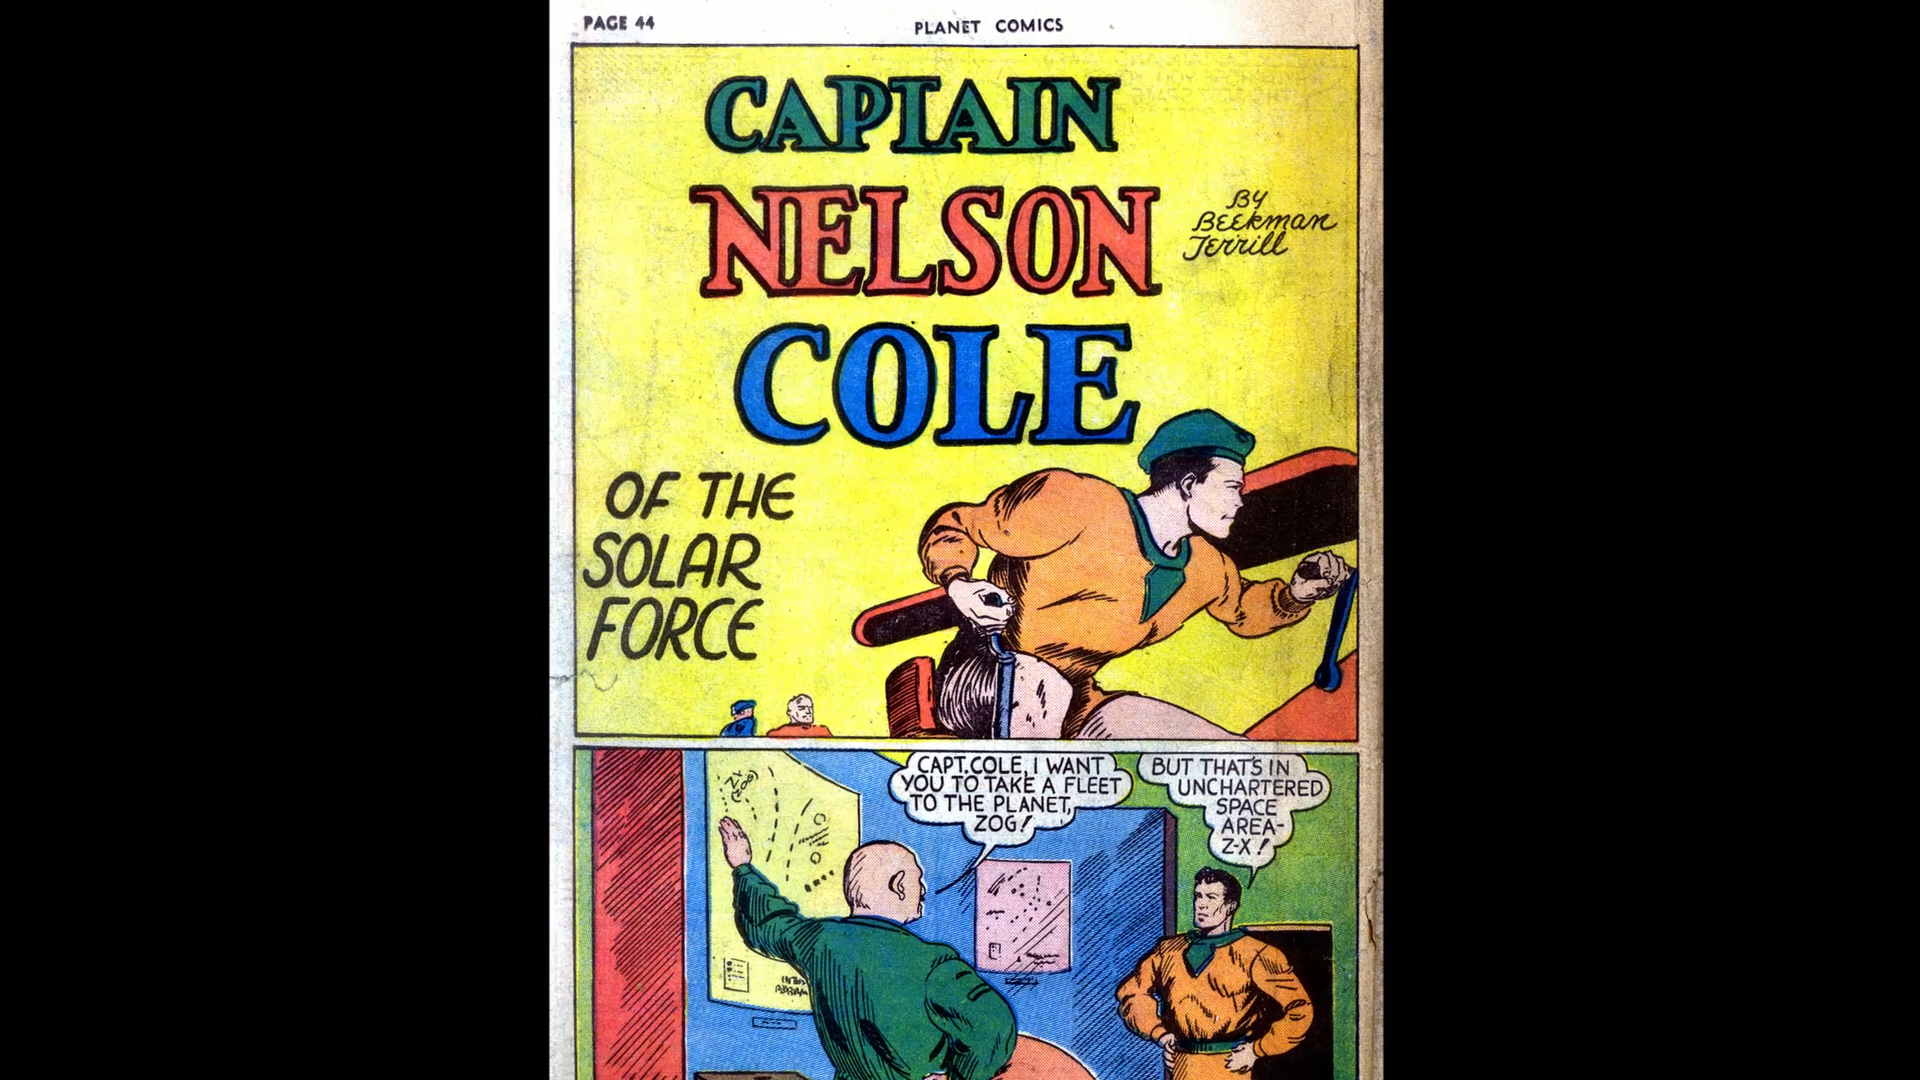 PAGE 44
PLANET COMICS
CAPTAIN
NELSON
COLE
By
Beekman
Terrill
OF THE
SOLAR
FORCE
CAPT. COLE, I WANT
YOU TO TAKE A FLEET
TO THE PLANET,
ZOG!
BUT THAT'S IN
UNCHARTERED
SPACE
AREA-
Z-X!
Z-X
(ZOG)